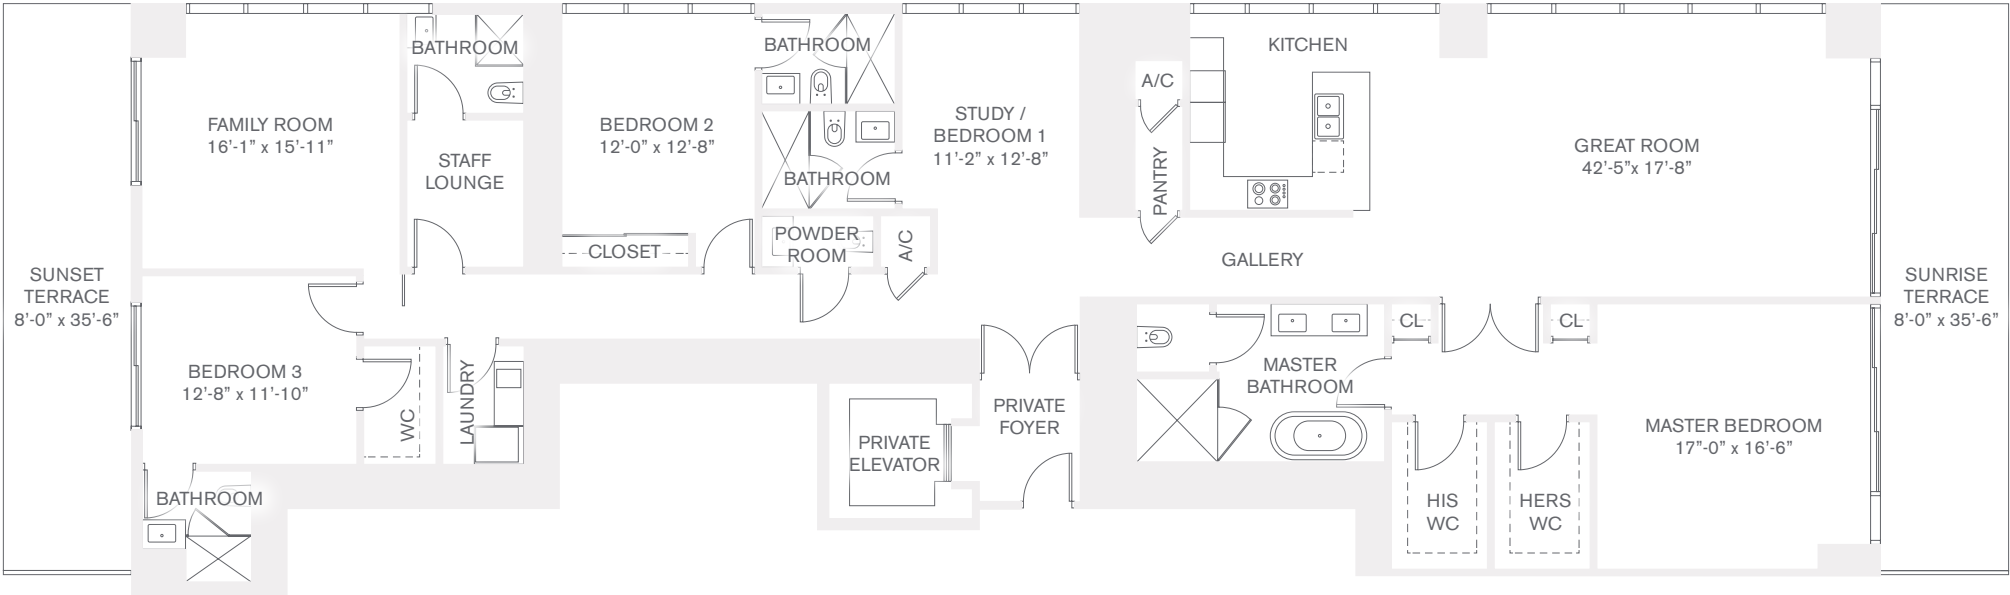 SUNSET
TERRACE
8'-0" x 35'-6"
FAMILY ROOM
16'-1" x 15'-11"
BATHROOM
STAFF
LOUNGE
BEDROOM 2
12'-0" x 12'-8"
CLOSET
BATHROOM
BATHROOM
POWDER
ROOM
A/C
STUDY /
BEDROOM 1
11'-2" x 12'-8"
A/C
PANTRY
KITCHEN
GALLERY
GREAT ROOM
42'-5"x 17'-8"
SUNRISE
TERRACE
8'-0" x 35'-6"
BEDROOM 3
12'-8" x 11'-10"
WC
LAUNDRY
BATHROOM
PRIVATE
ELEVATOR
PRIVATE
FOYER
MASTER
BATHROOM
CL
CL
HIS
WC
HERS
WC
MASTER BEDROOM
17"-0" x 16'-6"